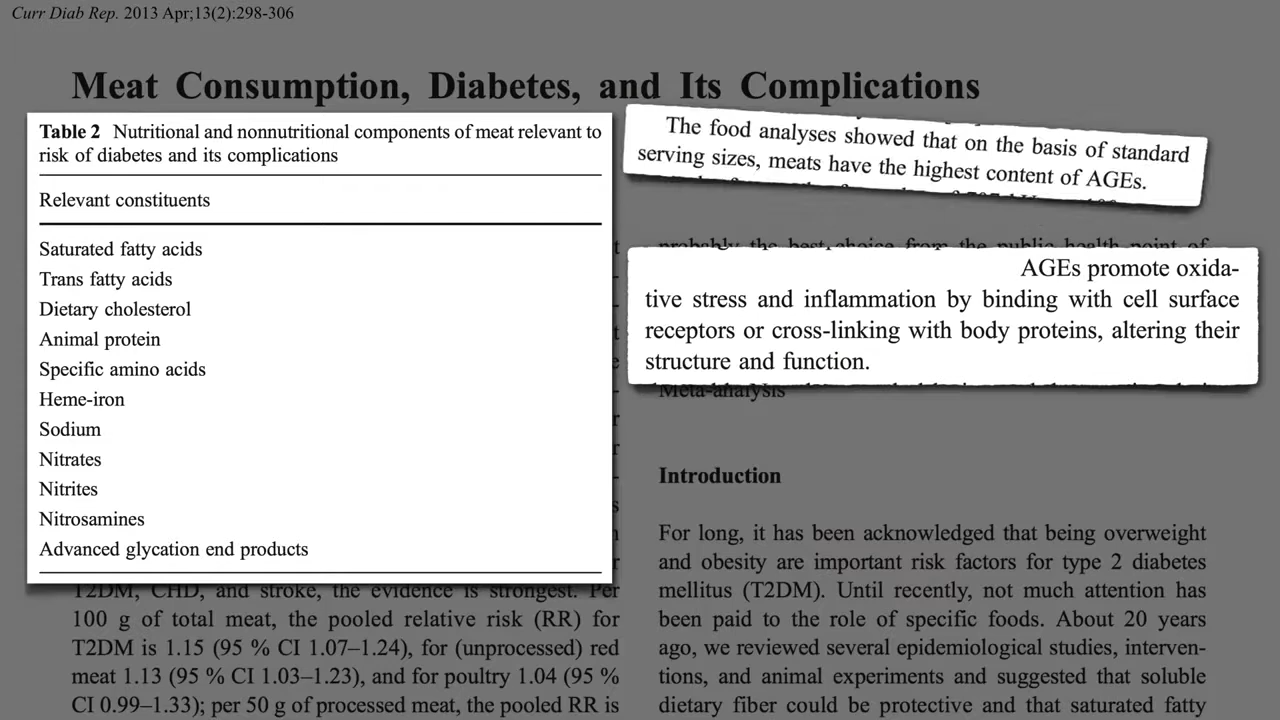 Curr Diab Rep. 2013 Apr;13(2):298-306
Meat Consumption, Diabetes, and Its Complications
Table 2 Nutritional and nonnutritional components of meat relevant to
risk of diabetes and its complications
Relevant constituents
Saturated fatty acids
Trans fatty acids
Dietary cholesterol
Animal protein
Specific amino acids
Heme-iron
Sodium
Nitrates
Nitrites
Nitrosamines
Advanced glycation end products
T2DM, CHD, and stroke, the evidence is strongest. Per
100 g of total meat, the pooled relative risk (RR) for
T2DM is 1.15 (95 % CI 1.07–1.24), for (unprocessed) red
meat 1.13 (95 % CI 1.03–1.23), and for poultry 1.04 (95 %
CI 0.99–1.33); per 50 g of processed meat, the pooled RR is
The food analyses showed that on the basis of standard
serving sizes, meats have the highest content of AGEs.
probably the best choice from the public health point of
AGEs promote oxida-
tive stress and inflammation by binding with cell surface
receptors or cross-linking with body proteins, altering their
structure and function.
Meta-analysis
Introduction
For long, it has been acknowledged that being overweight
and obesity are important risk factors for type 2 diabetes
mellitus (T2DM). Until recently, not much attention has
been paid to the role of specific foods. About 20 years
ago, we reviewed several epidemiological studies, interven-
tions, and animal experiments and suggested that soluble
dietary fiber could be protective and that saturated fatty